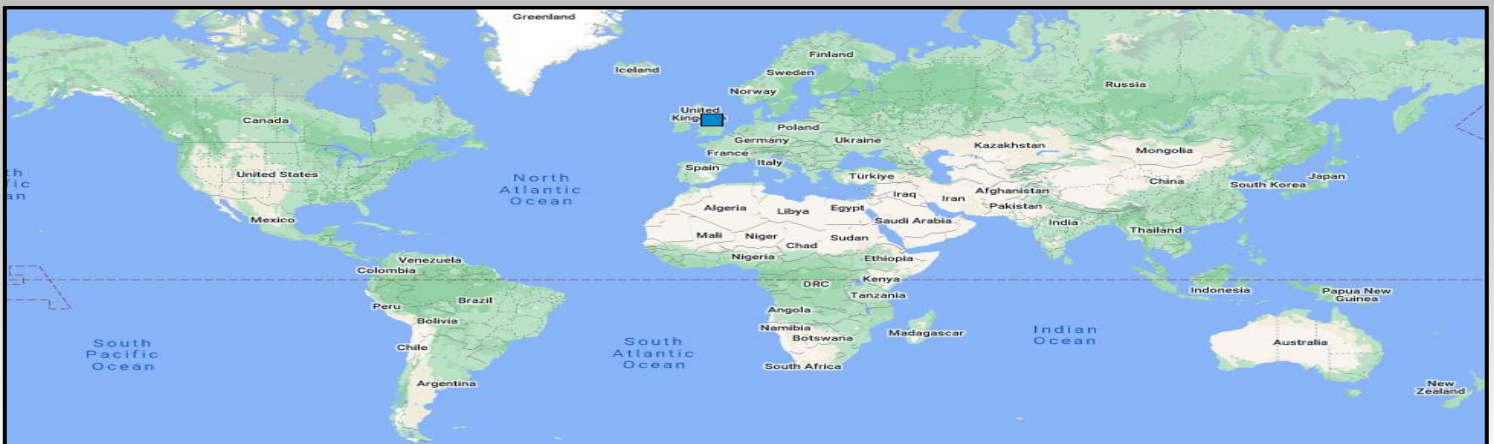 Greenland
Iceland
Finland
Sweden
Norway
Russia
Canada
United
Poland
Germany
Ukraine
France
Kazakhstan
Mongolia
Italy
Spain
Türkiye
United States
China
Japan
South Korea
North
Atlantic
Ocean
Iraq
Iran
Afghanistan
Pakistan
Algeria
Libya
Egypt
Saudi Arabia
India
Mexico
Mali
Niger
Chad
Sudan
Thailand
Nigeria
Ethiopia
Venezuela
Colombia
DRC
Kenya
Tanzania
Indonesia
Papua New
Guinea
Peru
Brazil
Bolivia
Angola
Namibia
Botswana
Madagascar
Indian
Ocean
South
Pacific
Ocean
Chile
South
Atlantic
Ocean
South Africa
Australia
Argentina
New
Zealand